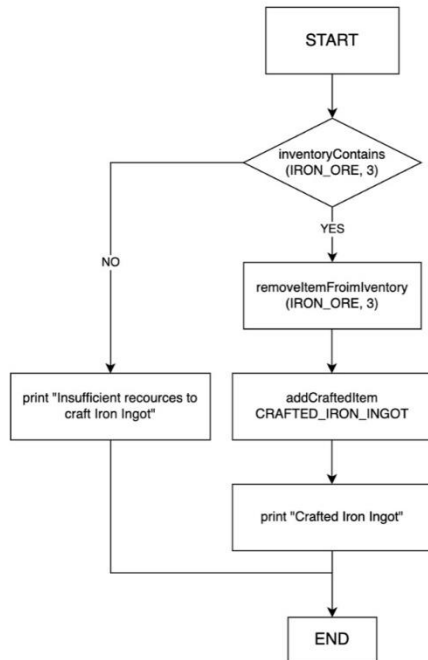 START
inventoryContains
(IRON_ORE, 3)
YES
NO
removeItemFroimIventory
(IRON_ORE, 3)
print "Insufficient recources to
craft Iron Ingot"
addCraftedItem
CRAFTED_IRON_INGOT
print "Crafted Iron Ingot"
END